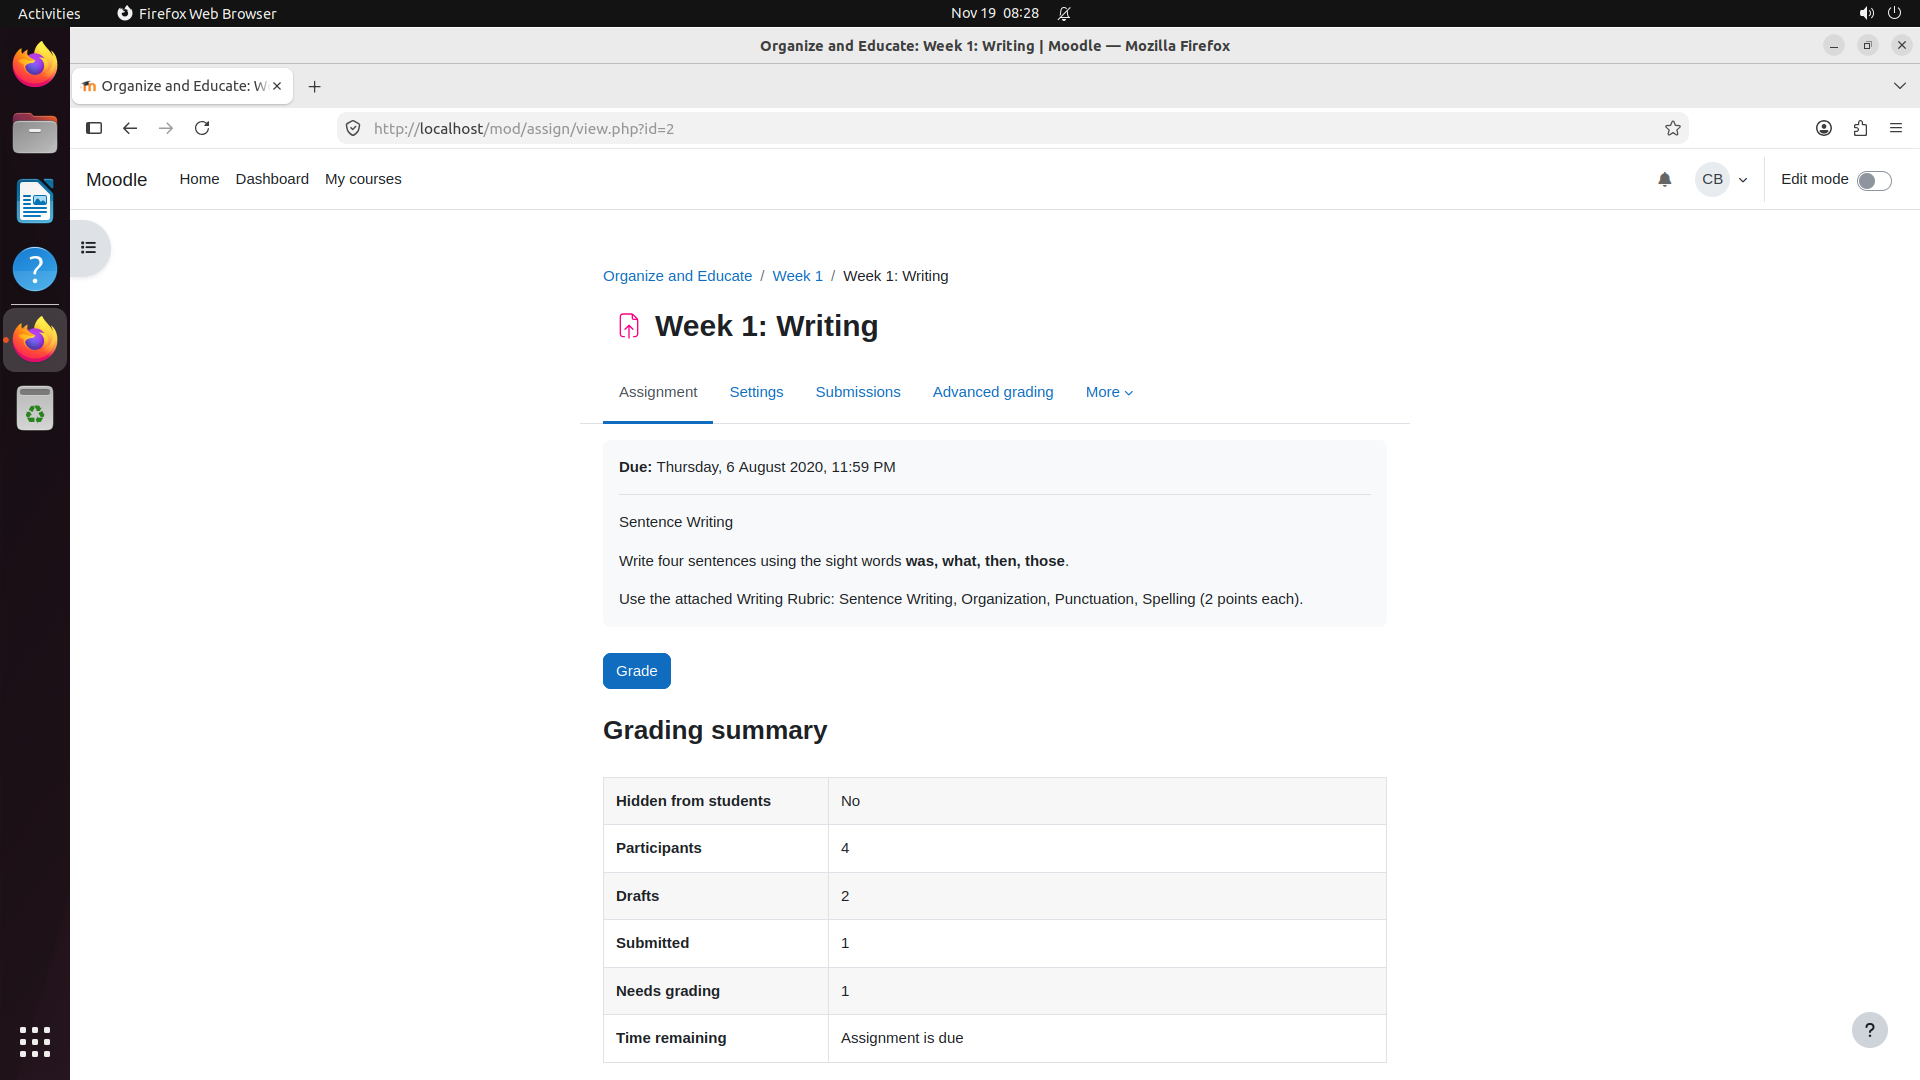 Activities
Firefox Web Browser
Nov 19 08:28
Organize and Educate: Week 1: Writing | Moodle — Mozilla Firefox
Organize and Educate: W
http://localhost/mod/assign/view.php?id=2
Moodle
Home
Dashboard
My courses
CB
Edit mode
Organize and Educate / Week 1 / Week 1: Writing
Week 1: Writing
Assignment
Settings
Submissions
Advanced grading
More
Due: Thursday, 6 August 2020, 11:59 PM
Sentence Writing
Write four sentences using the sight words was, what, then, those.
Use the attached Writing Rubric: Sentence Writing, Organization, Punctuation, Spelling (2 points each).
Grade
Grading summary
Hidden from students No
Participants 4
Drafts 2
Submitted 1
Needs grading 1
Time remaining Assignment is due
?